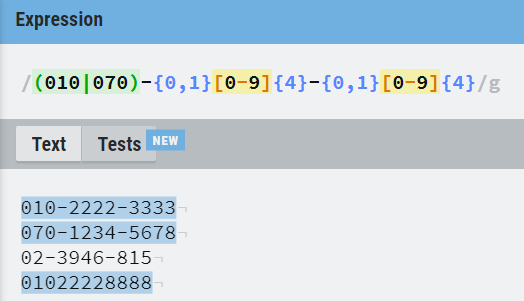 Expression
/(010|070)-{0,1}[0-9]{4}-{0,1}[0-9]{4}/g
Text Tests NEW
010-2222-3333¬
070-1234-5678¬
02-3946-815¬
01022228888¬